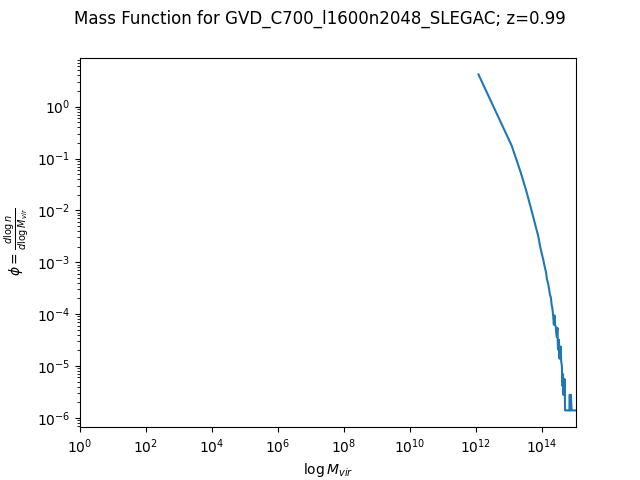 Mass Function for GVD_C700_l1600n2048_SLEGAC; z=0.99
10^0
10^-1
10^-2
10^-3
10^-4
10^-5
10^-6
ϕ = d log n / d log M_vir
10^0 10^2 10^4 10^6 10^8 10^10 10^12 10^14
log M_vir